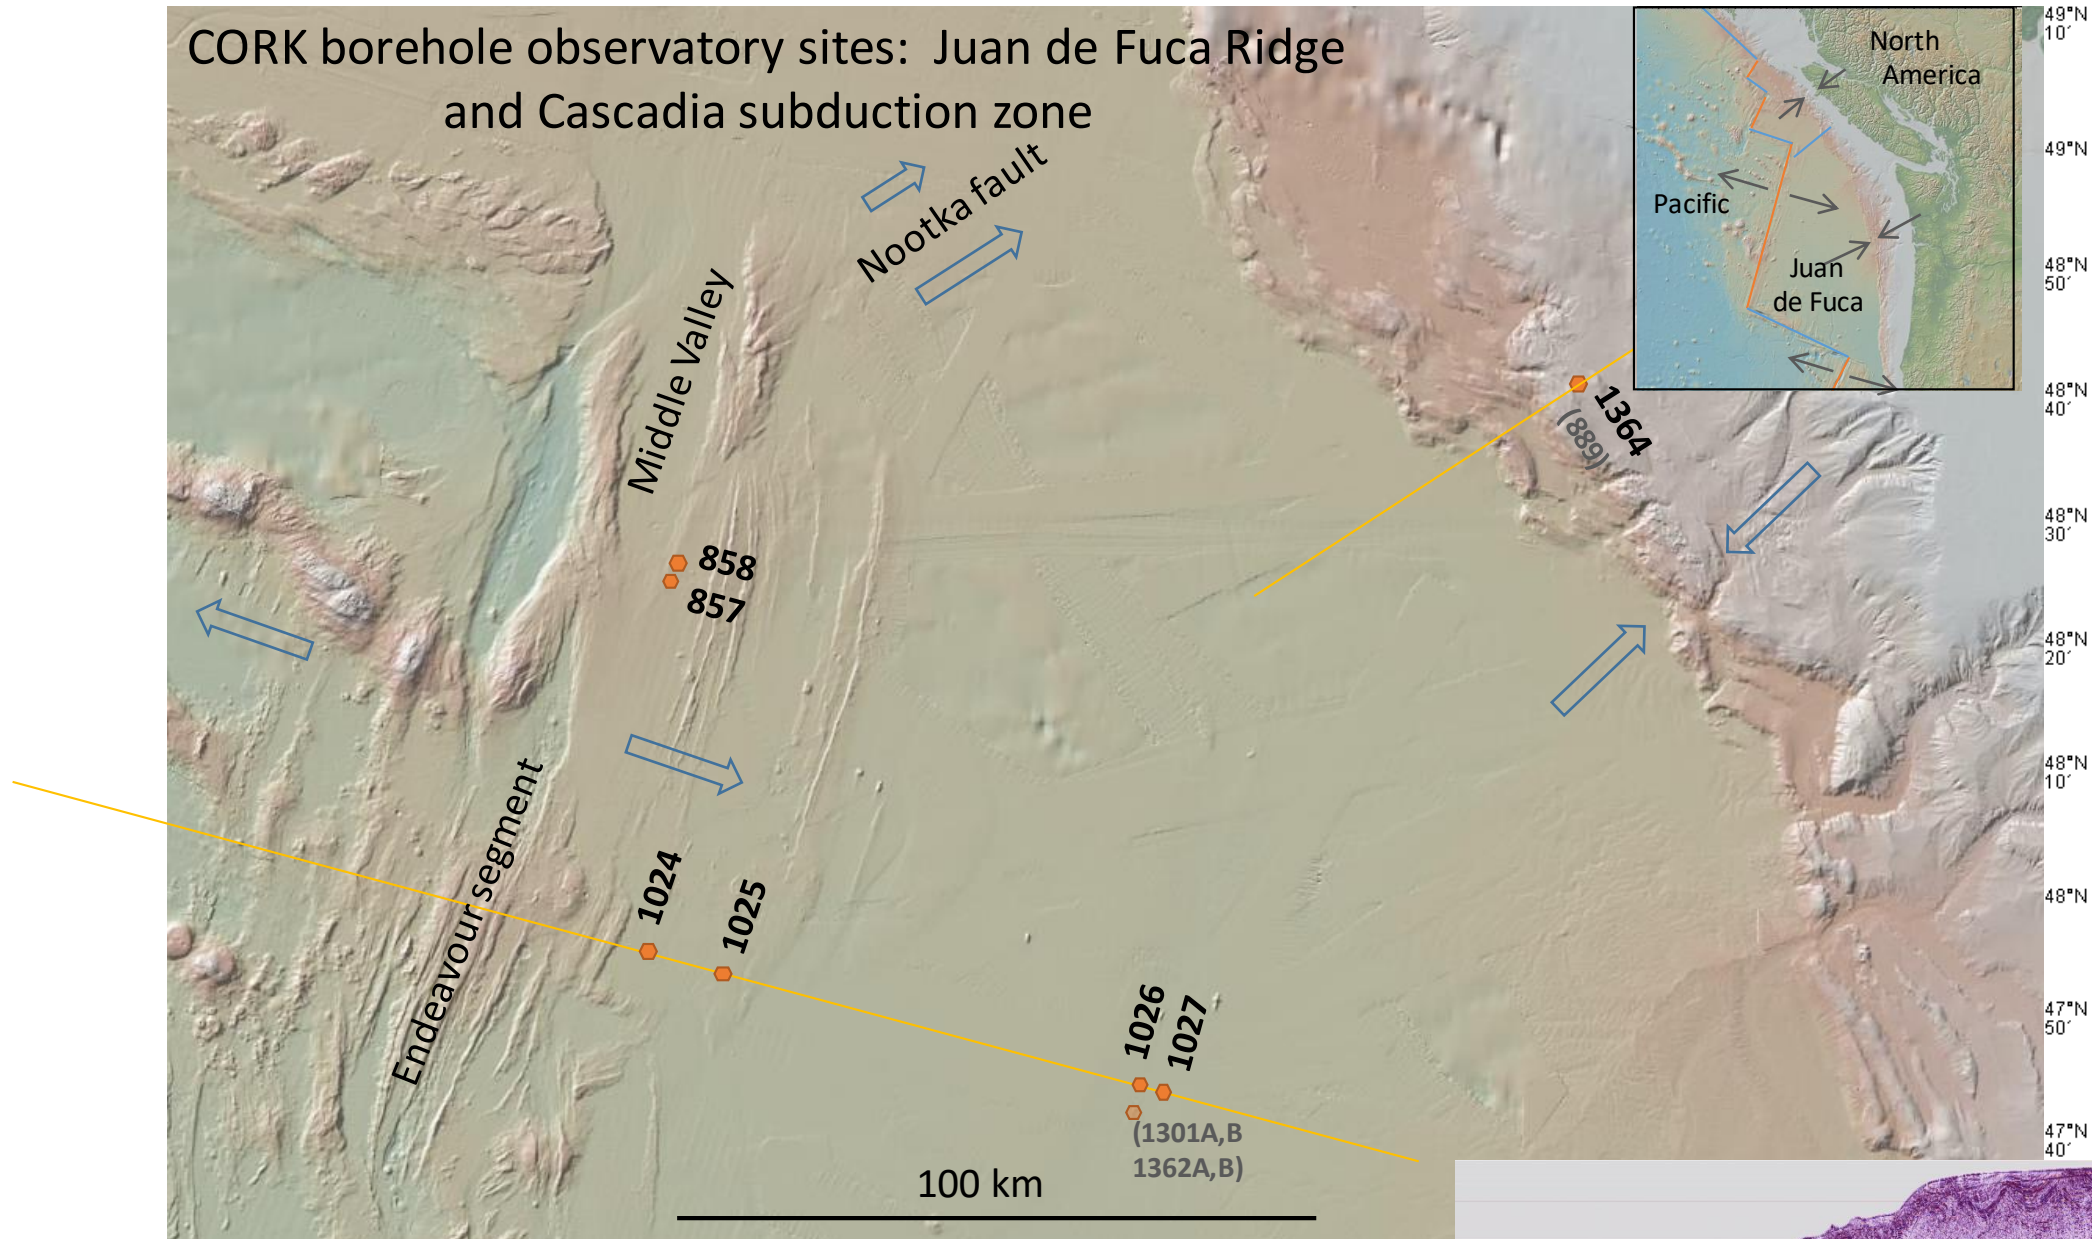 CORK borehole observatory sites: Juan de Fuca Ridge
and Cascadia subduction zone
North
America
Pacific
Juan
de Fuca
49°N
10´
49°N
48°N
50´
48°N
40´
48°N
30´
48°N
20´
48°N
10´
48°N
47°N
50´
47°N
40´
Nootka fault
Middle Valley
1364
(889)
858
857
Endeavour segment
1024
1025
1026
1027
(1301A,B
1362A,B)
100 km